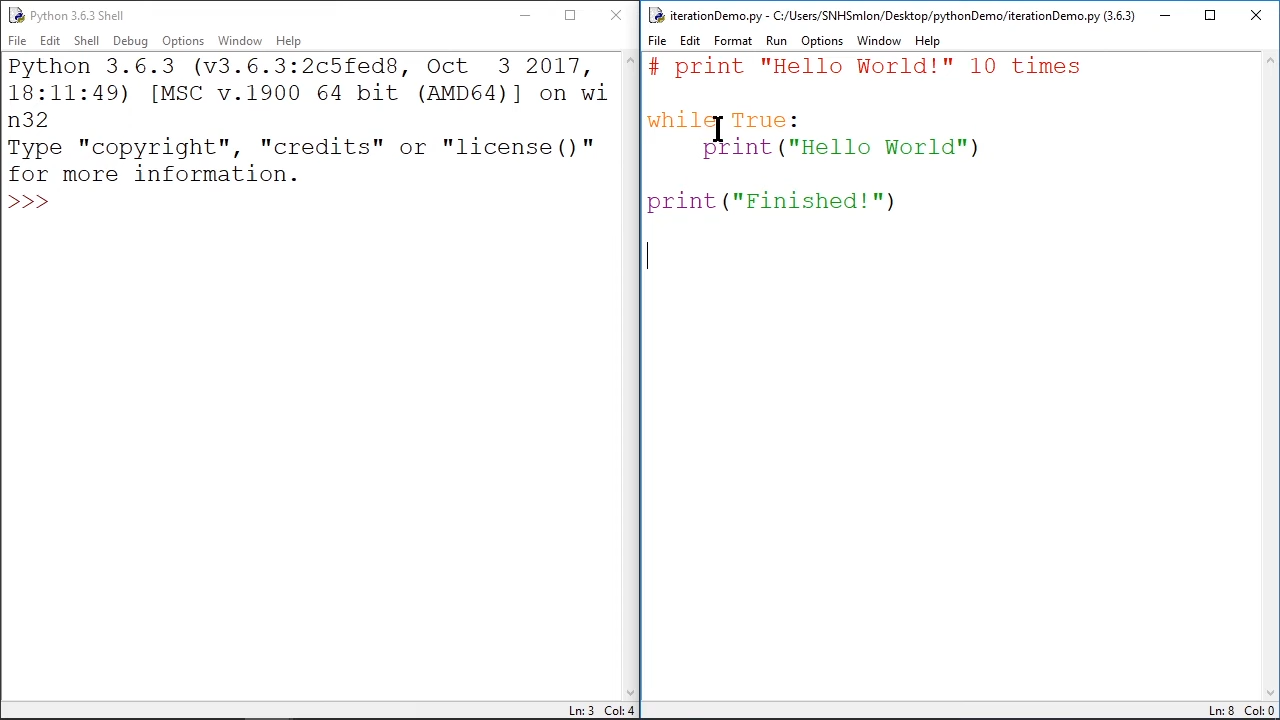 Python 3.6.3 Shell
File Edit Shell Debug Options Window Help
Python 3.6.3 (v3.6.3:2c5fed8, Oct  3 2017,
18:11:49) [MSC v.1900 64 bit (AMD64)] on wi
n32
Type "copyright", "credits" or "license()"
for more information.
>>>
Ln: 3 Col: 4
iterationDemo.py - C:/Users/SNHSmlon/Desktop/pythonDemo/iterationDemo.py (3.6.3)
File Edit Format Run Options Window Help
# print "Hello World!" 10 times
while True:
    print("Hello World")
print("Finished!")
Ln: 8 Col: 0